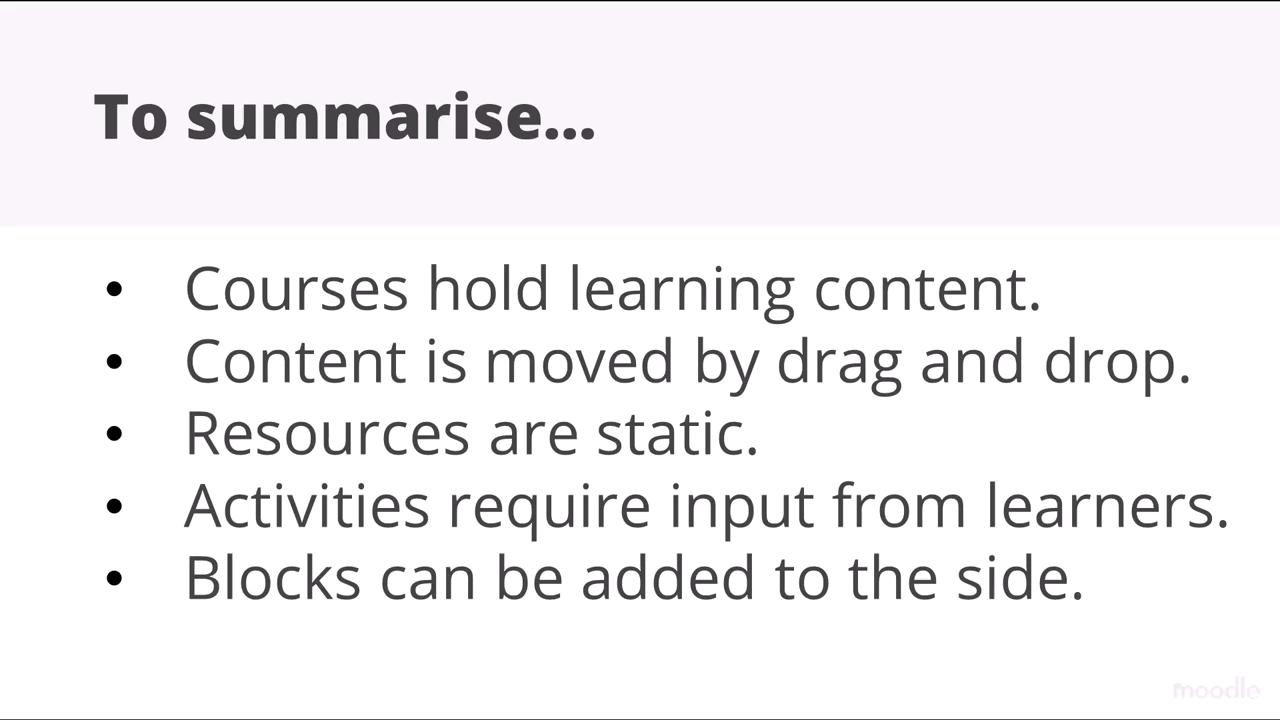 To summarise...
• Courses hold learning content.
• Content is moved by drag and drop.
• Resources are static.
• Activities require input from learners.
• Blocks can be added to the side.
moodle